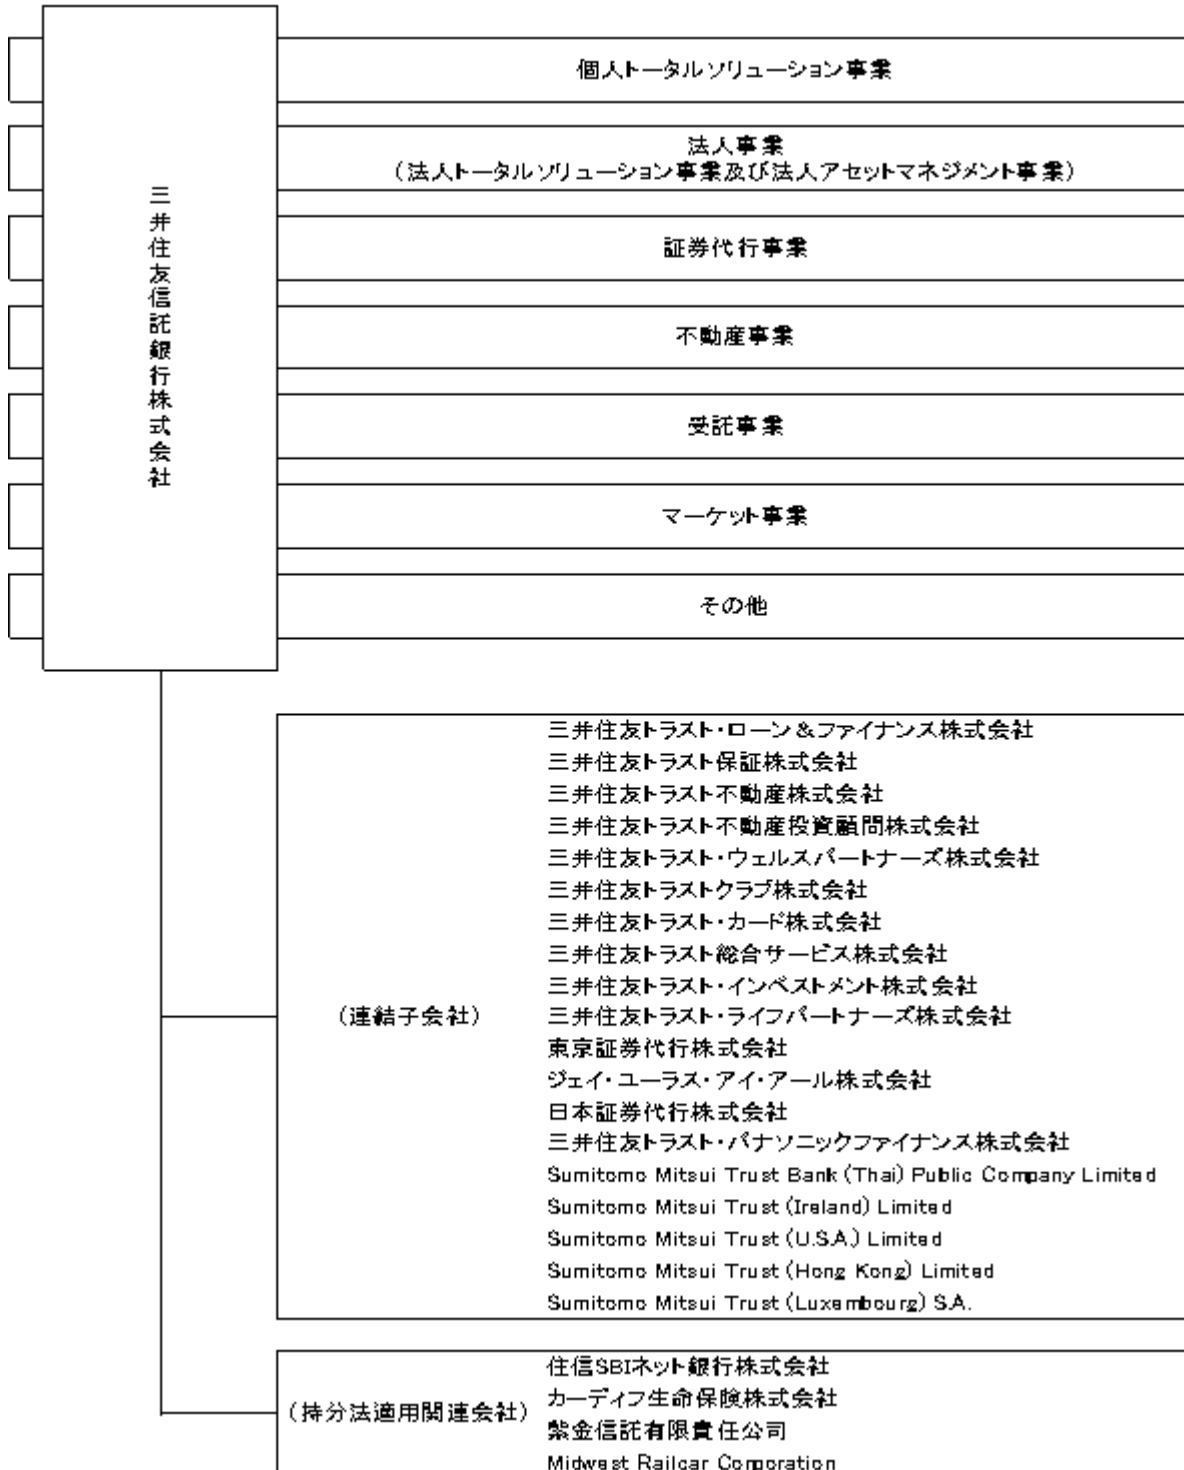 三井住友信託銀行株式会社
個人トータルソリューション事業
法人事業
(法人トータルソリューション事業及び法人アセットマネジメント事業)
証券代行事業
不動産事業
受託事業
マーケット事業
その他
(連結子会社)
三井住友トラスト・ローン&ファイナンス株式会社
三井住友トラスト保証株式会社
三井住友トラスト不動産株式会社
三井住友トラスト不動産投資顧問株式会社
三井住友トラスト・ウェルスパートナーズ株式会社
三井住友トラストクラブ株式会社
三井住友トラスト・カード株式会社
三井住友トラスト総合サービス株式会社
三井住友トラスト・インベストメント株式会社
三井住友トラスト・ライフパートナーズ株式会社
東京証券代行株式会社
ジェイ・ユーラス・アイ・アール株式会社
日本証券代行株式会社
三井住友トラスト・パナソニックファイナンス株式会社
Sumitomo Mitsui Trust Bank (Thai) Public Company Limited
Sumitomo Mitsui Trust (Ireland) Limited
Sumitomo Mitsui Trust (U.S.A.) Limited
Sumitomo Mitsui Trust (Hong Kong) Limited
Sumitomo Mitsui Trust (Luxembourg) S.A.
(持分法適用関連会社)
住信SBIネット銀行株式会社
カーディフ生命保険株式会社
紫金信託有限責任公司
Midwest Railcar Corporation